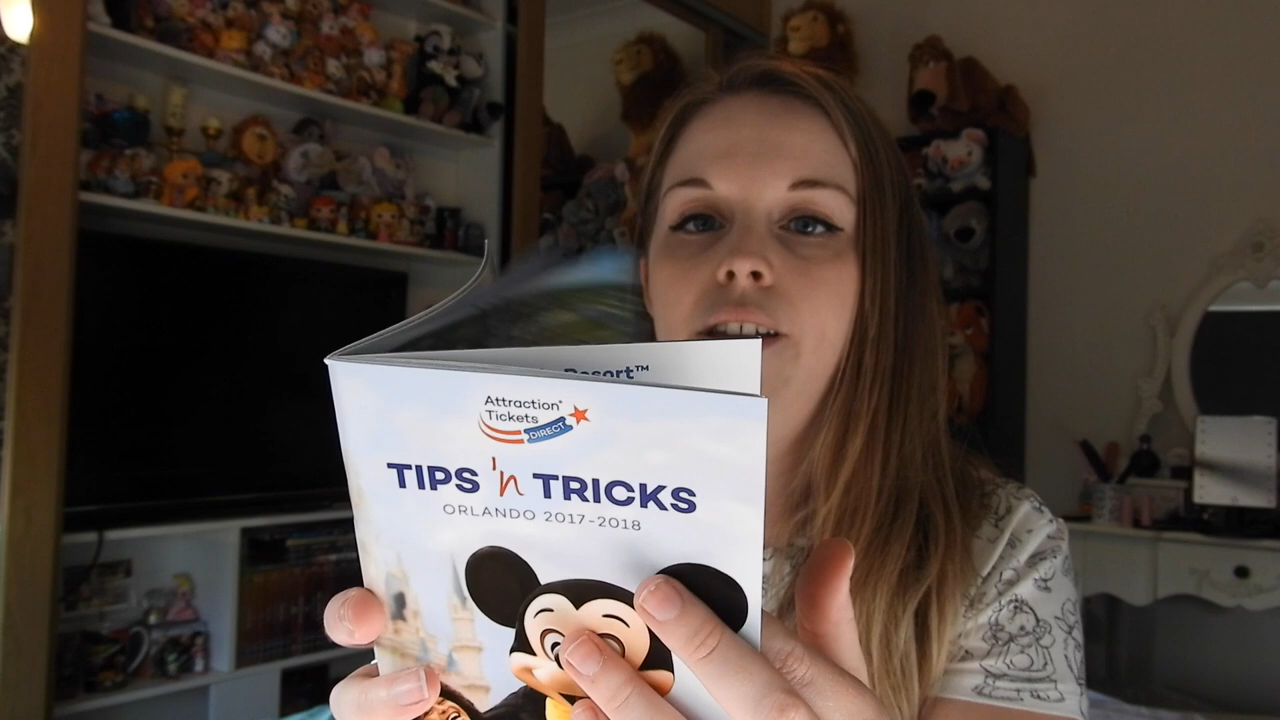 Resort™
Attraction®
Tickets
DIRECT
TIPS 'n TRICKS
ORLANDO 2017-2018